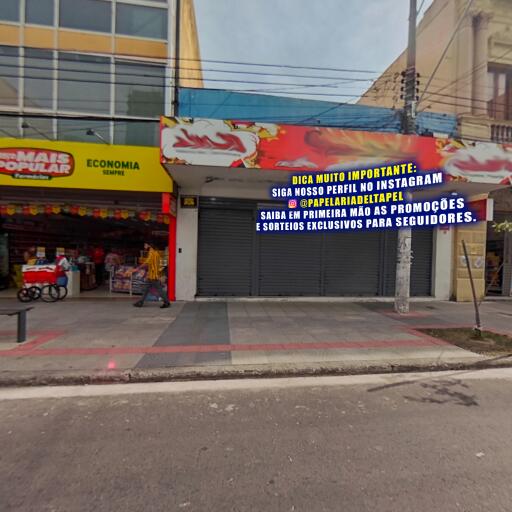 MAIS
POPULAR
Farmácias
ECONOMIA
SEMPRE
DICA MUITO IMPORTANTE:
SIGA NOSSO PERFIL NO INSTAGRAM
@PAPELARIADELTAPEL
SAIBA EM PRIMEIRA MÃO AS PROMOÇÕES
E SORTEIOS EXCLUSIVOS PARA SEGUIDORES.